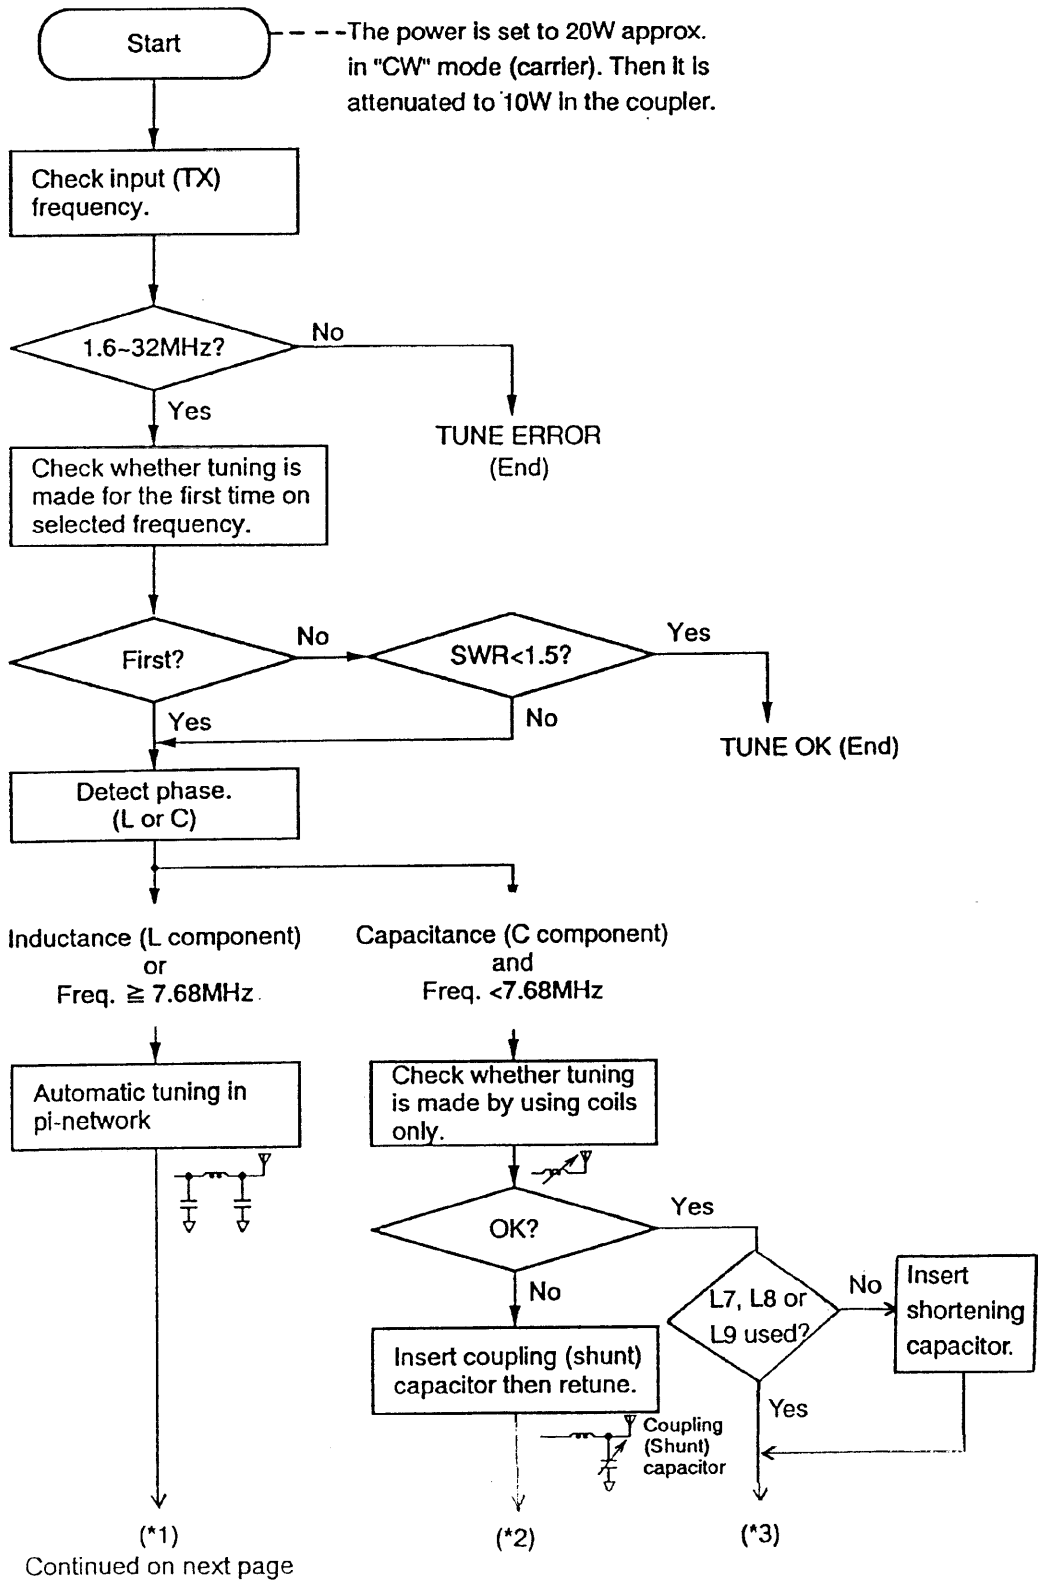 Start
The power is set to 20W approx.
in "CW" mode (carrier). Then it is
attenuated to 10W in the coupler.
Check input (TX)
frequency.
1.6~32MHz?
No
Yes
TUNE ERROR
(End)
Check whether tuning is
made for the first time on
selected frequency.
First?
No
SWR<1.5?
Yes
Yes
No
TUNE OK (End)
Detect phase.
(L or C)
Inductance (L component)
or
Freq. ≧ 7.68MHz
Capacitance (C component)
and
Freq. <7.68MHz
Automatic tuning in
pi-network
Check whether tuning
is made by using coils
only.
OK?
Yes
No
L7, L8 or
L9 used?
No
Insert
shortening
capacitor.
Insert coupling (shunt)
capacitor then retune.
Yes
Coupling
(Shunt)
capacitor
(*1)
Continued on next page
(*2)
(*3)